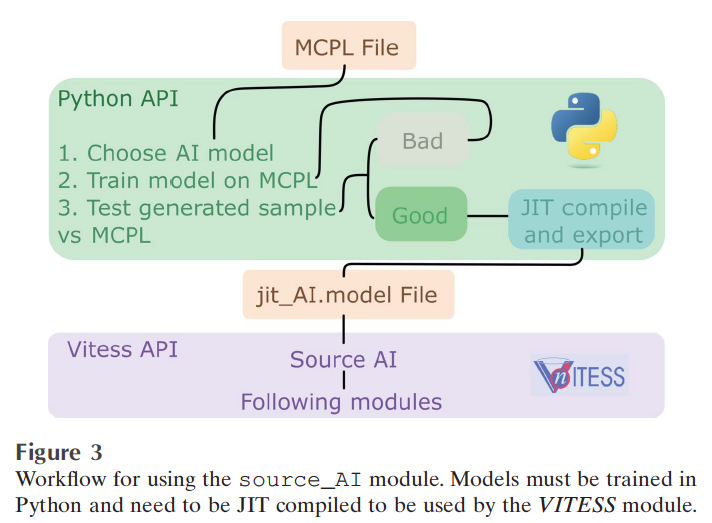 MCPL File
Python API
1. Choose AI model
2. Train model on MCPL
3. Test generated sample
vs MCPL
Bad
Good
JIT compile
and export
jit_AI.model File
Vitess API
Source AI
Following modules
VnITESS
Figure 3
Workflow for using the source_AI module. Models must be trained in
Python and need to be JIT compiled to be used by the VITESS module.